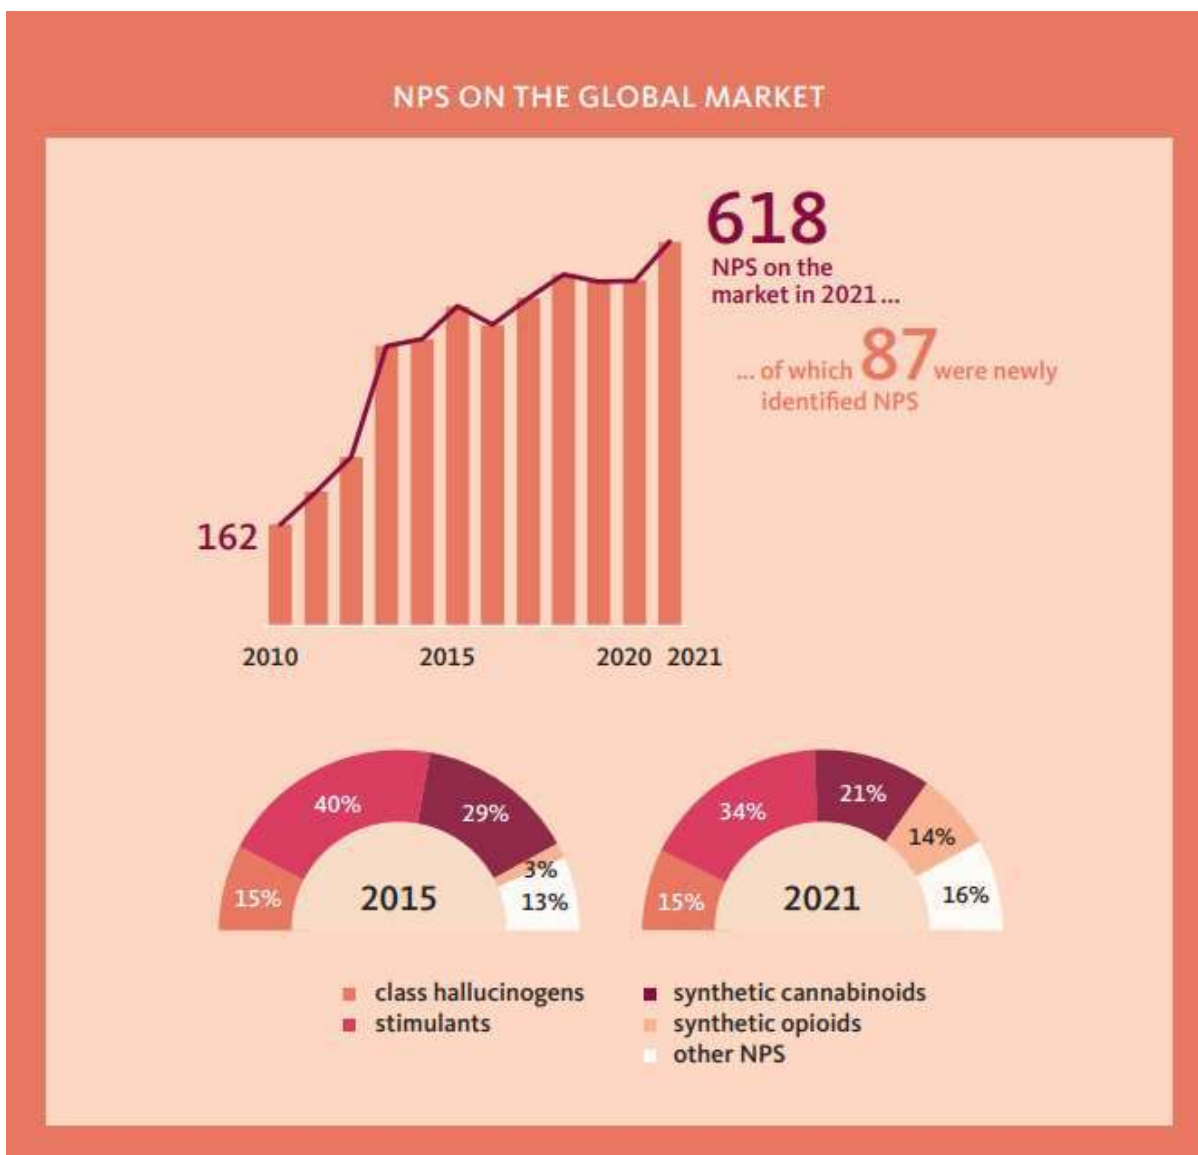 NPS ON THE GLOBAL MARKET
618
NPS on the
market in 2021...
... of which 87 were newly
identified NPS
162
2010 2015 2020 2021
40% 29% 3% 15% 13%
2015
34% 21% 14% 15% 16%
2021
class hallucinogens
stimulants
synthetic cannabinoids
synthetic opioids
other NPS